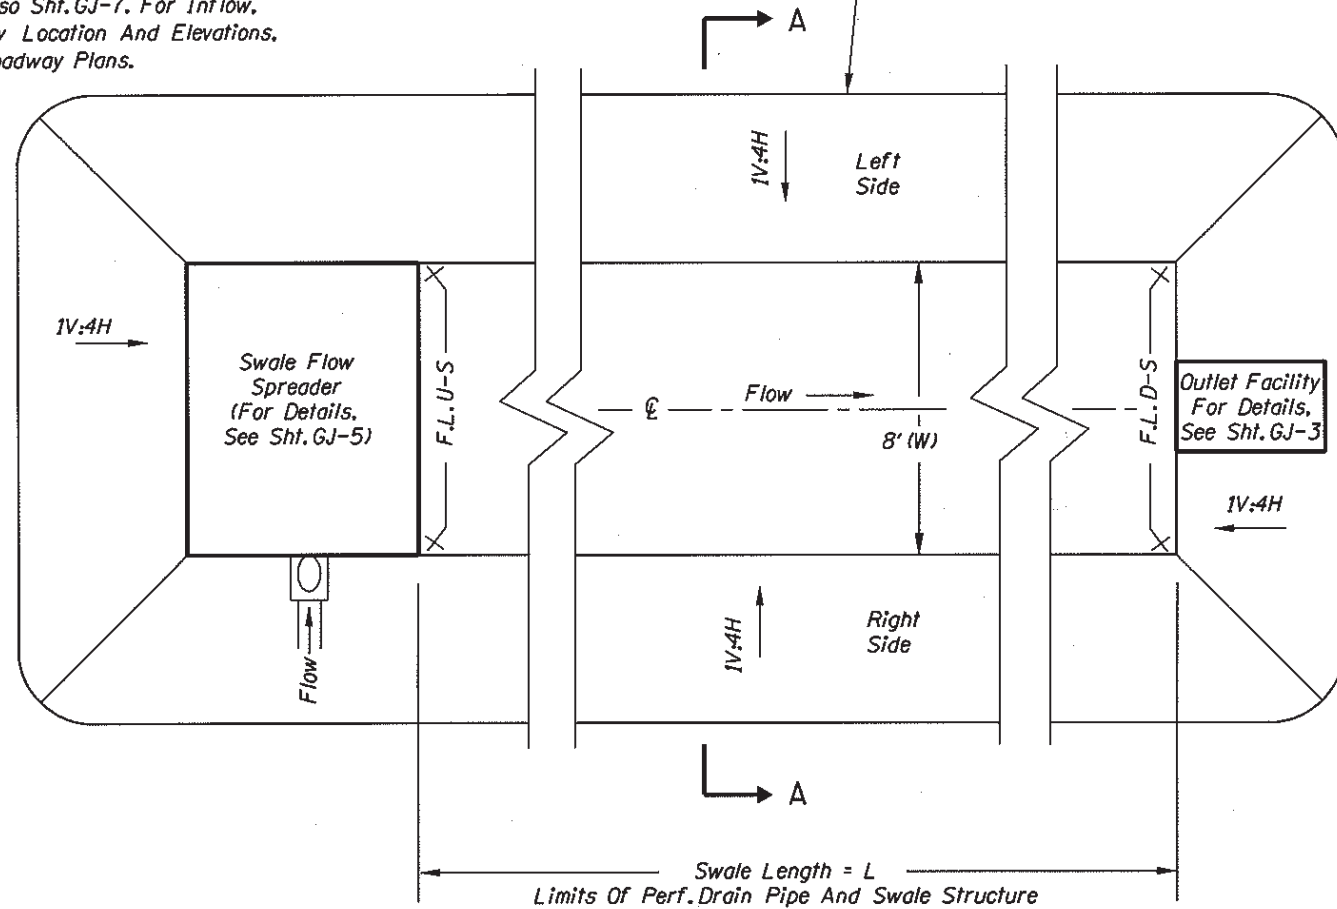 so Sht. GJ-7. For Inflow,
Location And Elevations,
adway Plans.
A
1V:4H
Left
Side
1V:4H
Swale Flow
Spreader
(For Details,
See Sht. GJ-5)
F.L. U-S
℄
Flow
8' (W)
F.L. D-S
Outlet Facility
For Details,
See Sht. GJ-3
1V:4H
Flow
1V:4H
Right
Side
A
Swale Length = L
Limits Of Perf. Drain Pipe And Swale Structure